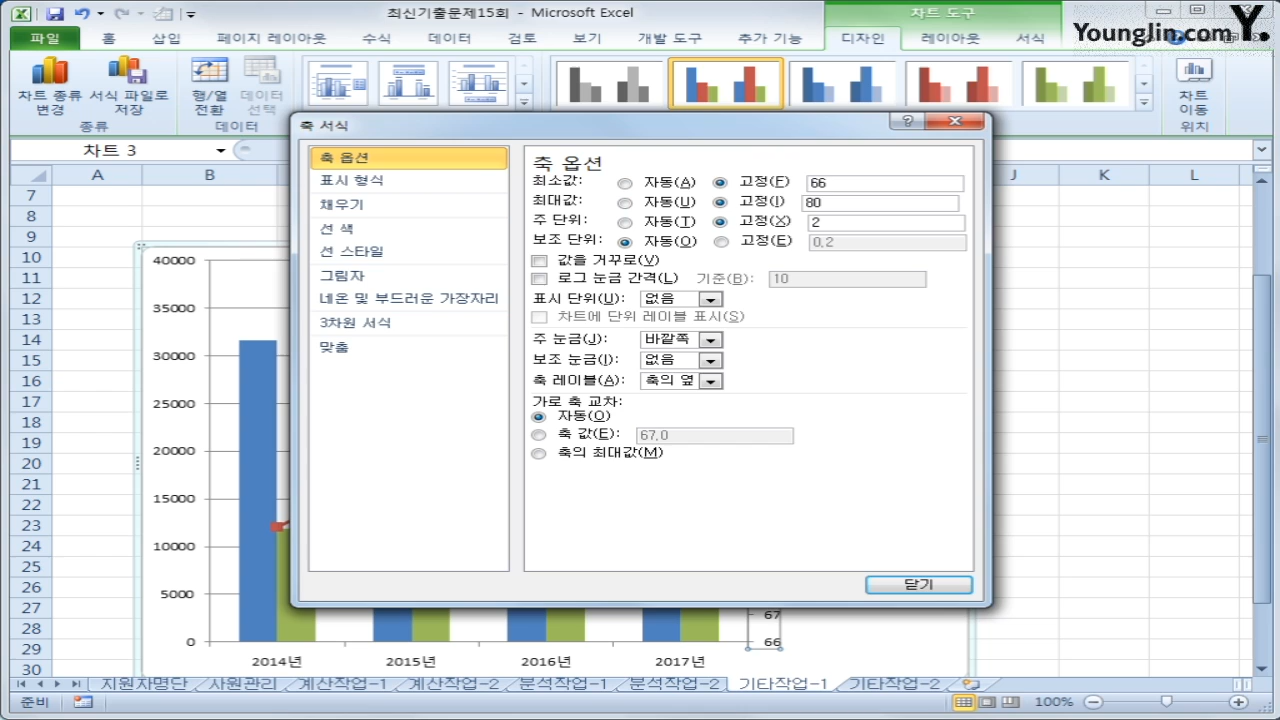 최신기출문제15회 - Microsoft Excel
차트 도구
Younglin.com Y.
파일 홈 삽입 페이지 레이아웃 수식 데이터 검토 보기 개발 도구 추가 기능 디자인 레이아웃 서식
차트 종류 변경
서식 파일로 저장
행/열 전환
데이터 선택
차트 이동
종류
데이터
위치
차트 3
축 서식
A B J K L
7
8
9
10
11
12
13
14
15
16
17
18
19
20
21
22
23
24
25
26
27
28
29
30
40000
35000
30000
25000
20000
15000
10000
5000
0
2014년 2015년 2016년 2017년
67
66
축 옵션
표시 형식
채우기
선 색
선 스타일
그림자
네온 및 부드러운 가장자리
3차원 서식
맞춤
축 옵션
최소값: 자동(A) 고정(F) 66
최대값: 자동(U) 고정(I) 80
주 단위: 자동(T) 고정(X) 2
보조 단위: 자동(O) 고정(E) 0.2
값을 거꾸로(V)
로그 눈금 간격(L) 기준(B): 10
표시 단위(U): 없음
차트에 단위 레이블 표시(S)
주 눈금(J): 바깥쪽
보조 눈금(I): 없음
축 레이블(A): 축의 옆
가로 축 교차:
자동(O)
축 값(E): 67.0
축의 최대값(M)
닫기
지원자명단 사원관리 계산작업-1 계산작업-2 분석작업-1 분석작업-2 기타작업-1 기타작업-2
준비 100%